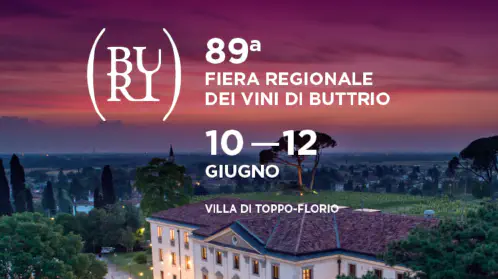 BU
RI
89ª
FIERA REGIONALE
DEI VINI DI BUTTRIO
10 — 12
GIUGNO
VILLA DI TOPPO-FLORIO